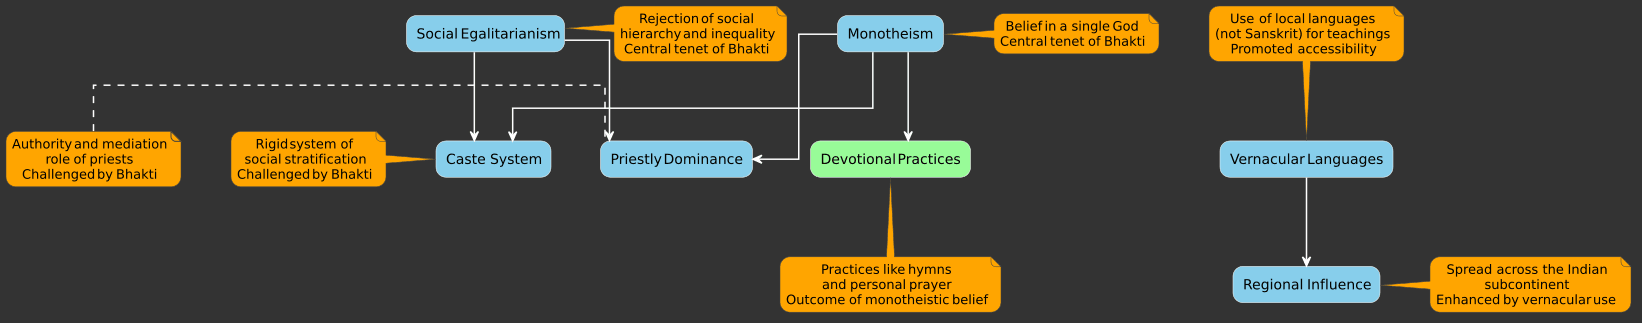 Social Egalitarianism
Rejection of social
hierarchy and inequality
Central tenet of Bhakti
Monotheism
Belief in a single God
Central tenet of Bhakti
Use of local languages
(not Sanskrit) for teachings
Promoted accessibility
Authority and mediation
role of priests
Challenged by Bhakti
Rigid system of
social stratification
Challenged by Bhakti
Caste System
Priestly Dominance
Devotional Practices
Vernacular Languages
Practices like hymns
and personal prayer
Outcome of monotheistic belief
Regional Influence
Spread across the Indian
subcontinent
Enhanced by vernacular use